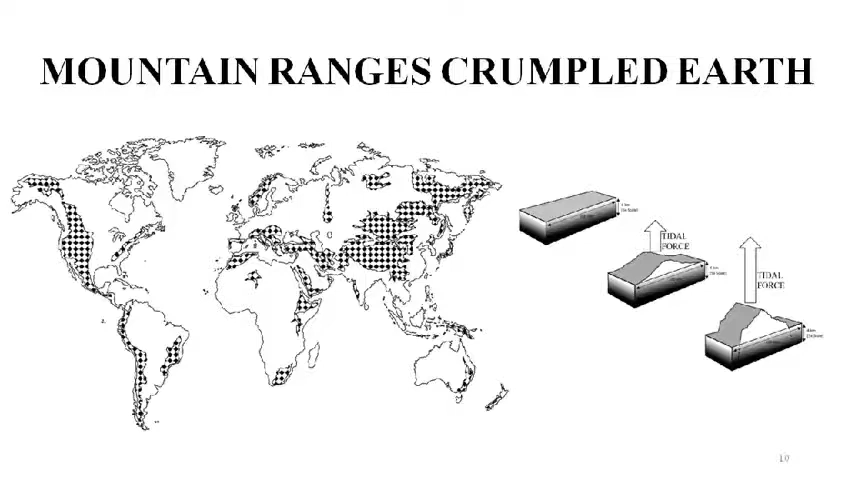 MOUNTAIN RANGES CRUMPLED EARTH
TIDAL
FORCE
TIDAL
FORCE
10